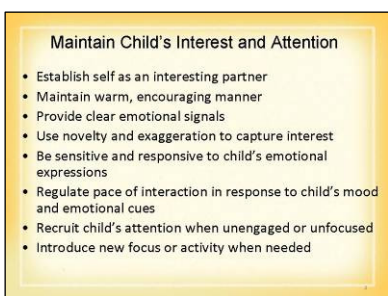 Maintain Child's Interest and Attention
• Establish self as an interesting partner
• Maintain warm, encouraging manner
• Provide clear emotional signals
• Use novelty and exaggeration to capture interest
• Be sensitive and responsive to child's emotional
expressions
• Regulate pace of interaction in response to child's mood
and emotional cues
• Recruit child's attention when unengaged or unfocused
• Introduce new focus or activity when needed